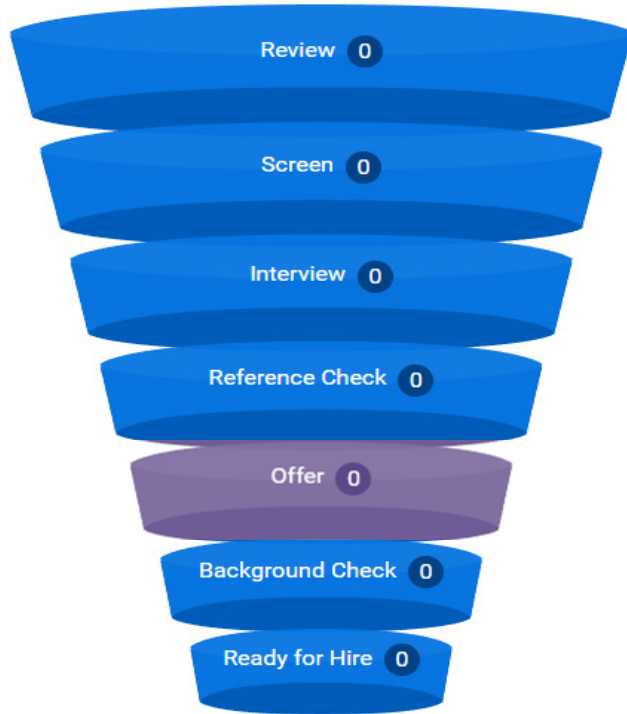 Review 0
Screen 0
Interview 0
Reference Check 0
Offer 0
Background Check 0
Ready for Hire 0